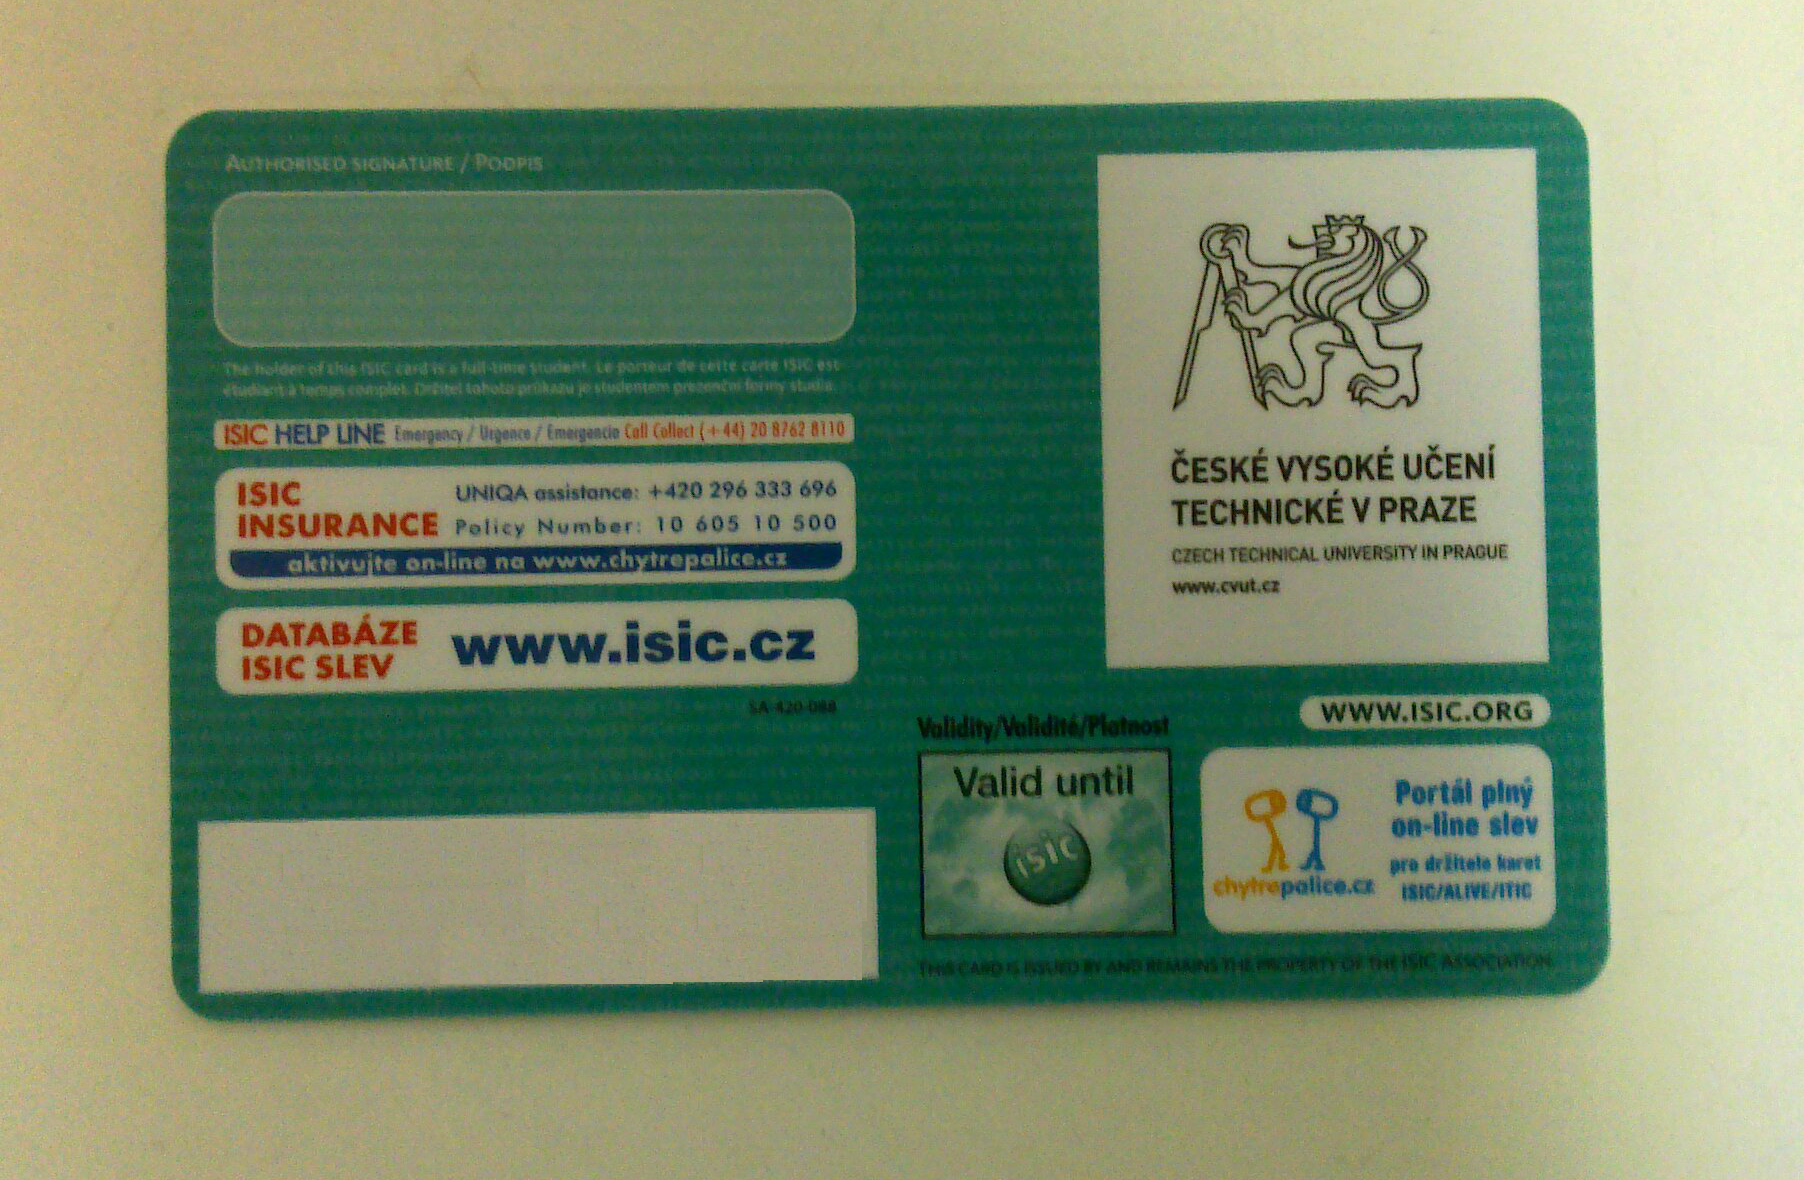 AUTHORISED SIGNATURE / PODPIS
The holder of this ISIC card is a full-time student. Le porteur de cette carte ISIC est
étudiant à temps complet. Držitel tohoto průkazu je studentem prezenční formy studia.
ISIC HELP LINE Emergency / Urgence / Emergencia Call Collect (+44) 20 8762 8110
ISIC
INSURANCE
UNIQA assistance: +420 296 333 696
Policy Number: 10 605 10 500
aktivujte on-line na www.chytrepalice.cz
DATABÁZE
ISIC SLEV
www.isic.cz
SA-420-088
ČESKÉ VYSOKÉ UČENÍ
TECHNICKÉ V PRAZE
CZECH TECHNICAL UNIVERSITY IN PRAGUE
www.cvut.cz
WWW.ISIC.ORG
Validity/Validité/Platnost
Valid until
isic
chytrepalice.cz
Portál plný
on-line slev
pro držitele karet
ISIC/ALIVE/ITIC
THIS CARD IS ISSUED BY AND REMAINS THE PROPERTY OF THE ISIC ASSOCIATION.